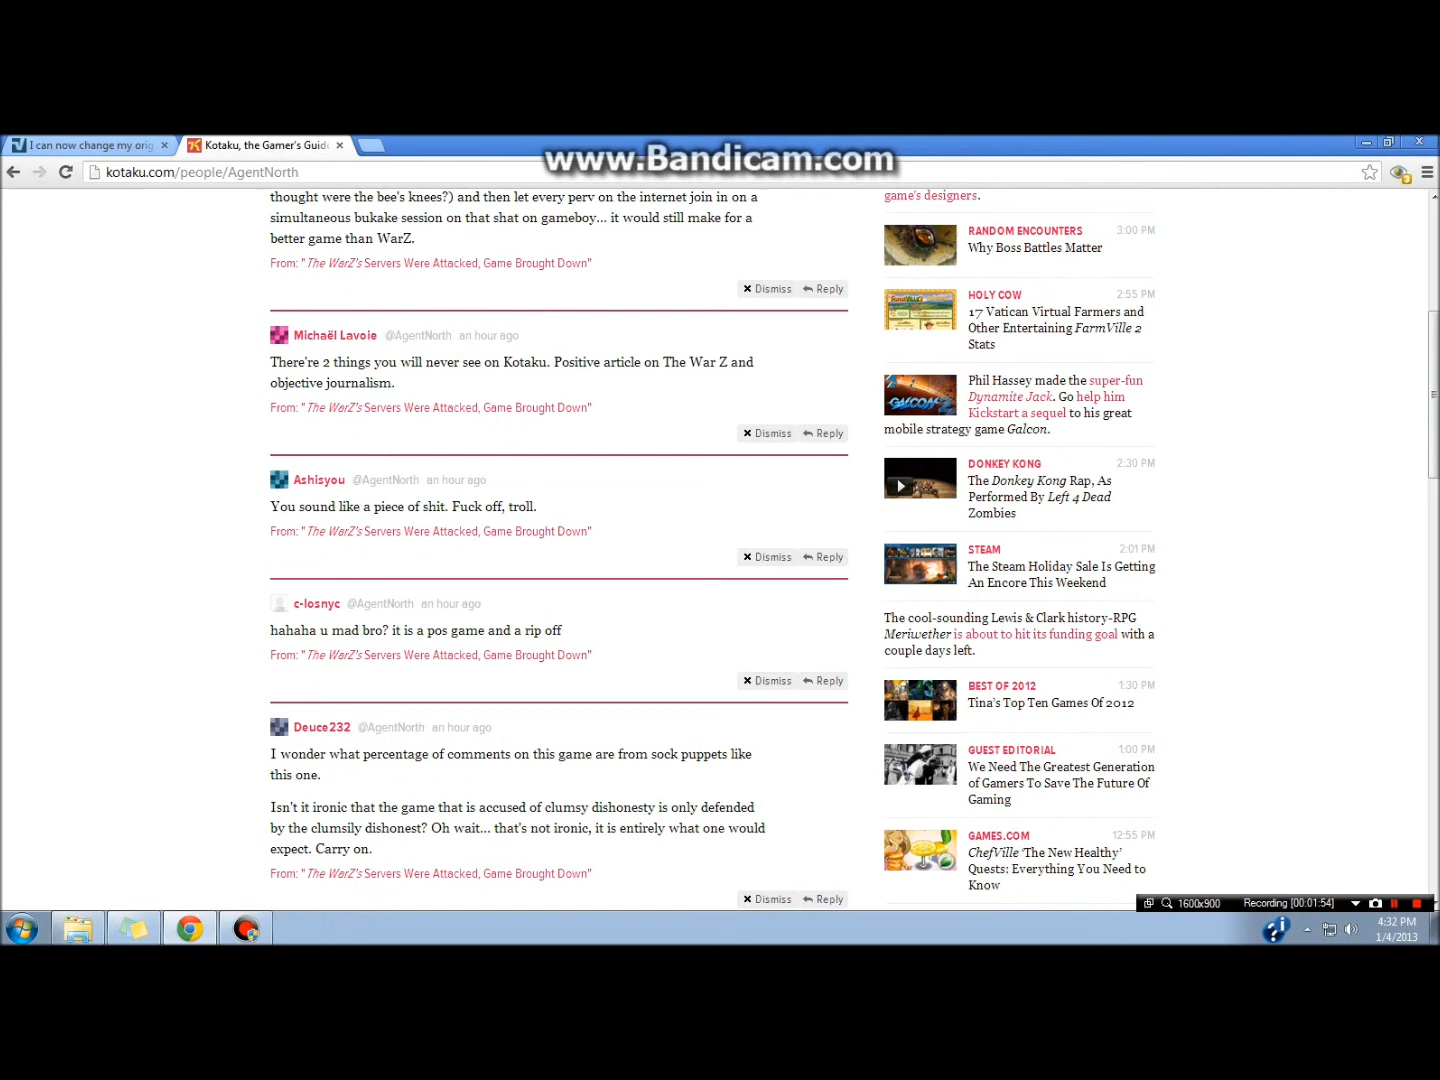 www.Bandicam.com
I can now change my orig
Kotaku, the Gamer's Guide
kotaku.com/people/AgentNorth
thought were the bee's knees?) and then let every perv on the internet join in on a
simultaneous bukake session on that shat on gameboy... it would still make for a
better game than WarZ.
From: "The WarZ's Servers Were Attacked, Game Brought Down"
Dismiss Reply
Michaël Lavoie @AgentNorth an hour ago
There're 2 things you will never see on Kotaku. Positive article on The War Z and
objective journalism.
From: "The WarZ's Servers Were Attacked, Game Brought Down"
Dismiss Reply
Ashisyou @AgentNorth an hour ago
You sound like a piece of shit. Fuck off, troll.
From: "The WarZ's Servers Were Attacked, Game Brought Down"
Dismiss Reply
c-losnyc @AgentNorth an hour ago
hahaha u mad bro? it is a pos game and a rip off
From: "The WarZ's Servers Were Attacked, Game Brought Down"
Dismiss Reply
Deuce232 @AgentNorth an hour ago
I wonder what percentage of comments on this game are from sock puppets like
this one.
Isn't it ironic that the game that is accused of clumsy dishonesty is only defended
by the clumsily dishonest? Oh wait... that's not ironic, it is entirely what one would
expect. Carry on.
From: "The WarZ's Servers Were Attacked, Game Brought Down"
Dismiss Reply
game's designers.
RANDOM ENCOUNTERS 3:00 PM
Why Boss Battles Matter
HOLY COW 2:55 PM
17 Vatican Virtual Farmers and
Other Entertaining FarmVille 2
Stats
GALCON 2
Phil Hassey made the super-fun
Dynamite Jack. Go help him
Kickstart a sequel to his great
mobile strategy game Galcon.
DONKEY KONG 2:30 PM
The Donkey Kong Rap, As
Performed By Left 4 Dead
Zombies
STEAM 2:01 PM
The Steam Holiday Sale Is Getting
An Encore This Weekend
The cool-sounding Lewis & Clark history-RPG
Meriwether is about to hit its funding goal with a
couple days left.
BEST OF 2012 1:30 PM
Tina's Top Ten Games Of 2012
GUEST EDITORIAL 1:00 PM
We Need The Greatest Generation
of Gamers To Save The Future Of
Gaming
GAMES.COM 12:55 PM
ChefVille 'The New Healthy'
Quests: Everything You Need to
Know
1600x900 Recording [00:01:54]
4:32 PM
1/4/2013